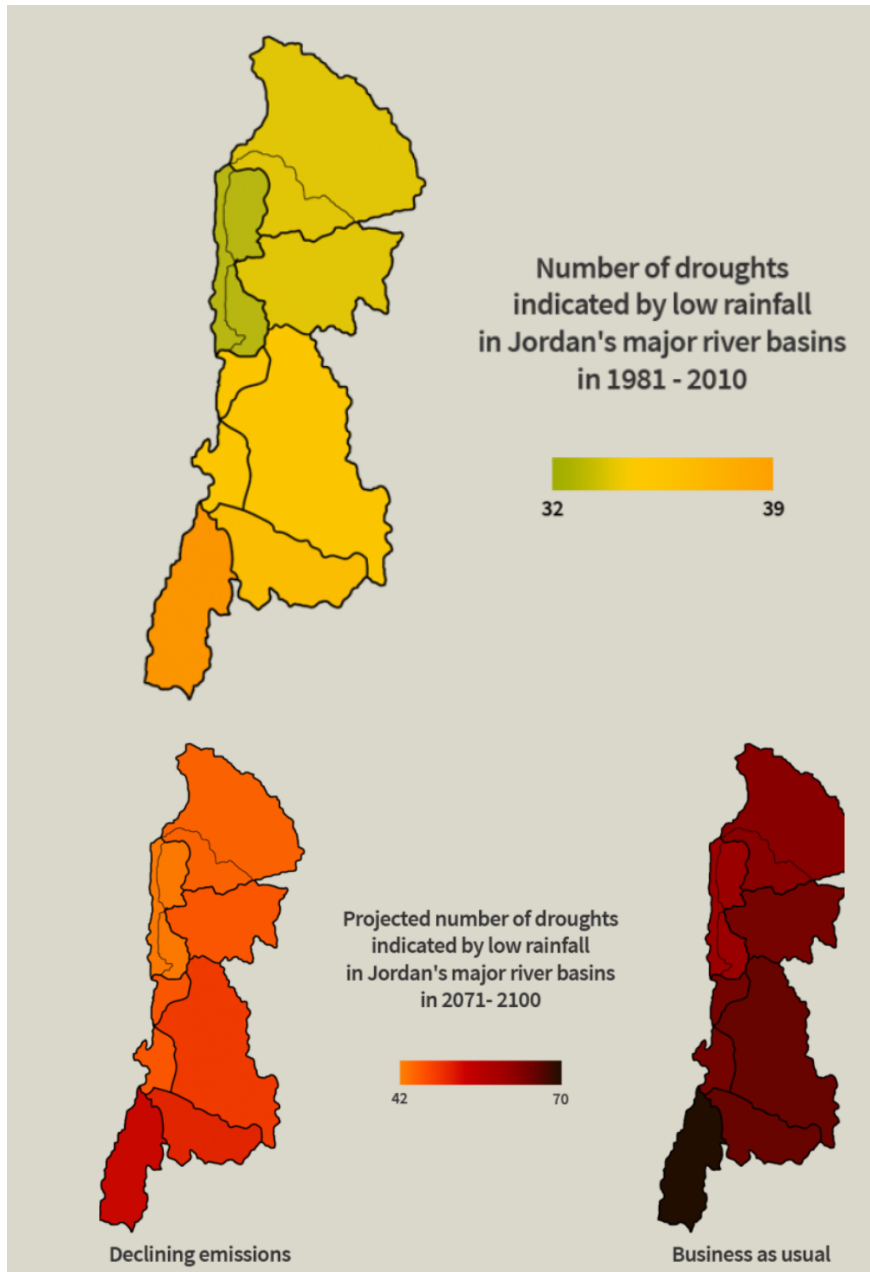 Number of droughts
indicated by low rainfall
in Jordan's major river basins
in 1981 - 2010
32 39
Projected number of droughts
indicated by low rainfall
in Jordan's major river basins
in 2071- 2100
42 70
Declining emissions
Business as usual